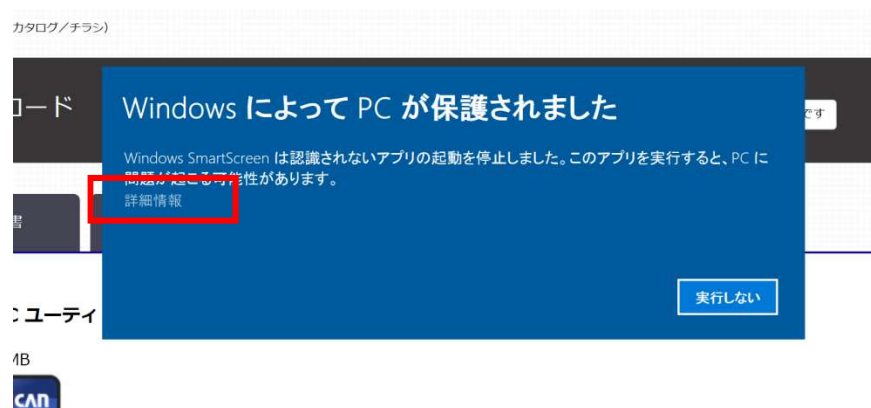 カタログ/チラシ)
ロード
Windows によって PC が保護されました
です
Windows SmartScreen は認識されないアプリの起動を停止しました。このアプリを実行すると、PC に
問題が起こる可能性があります。
詳細情報
書
実行しない
C ユーティ
MB
CAN